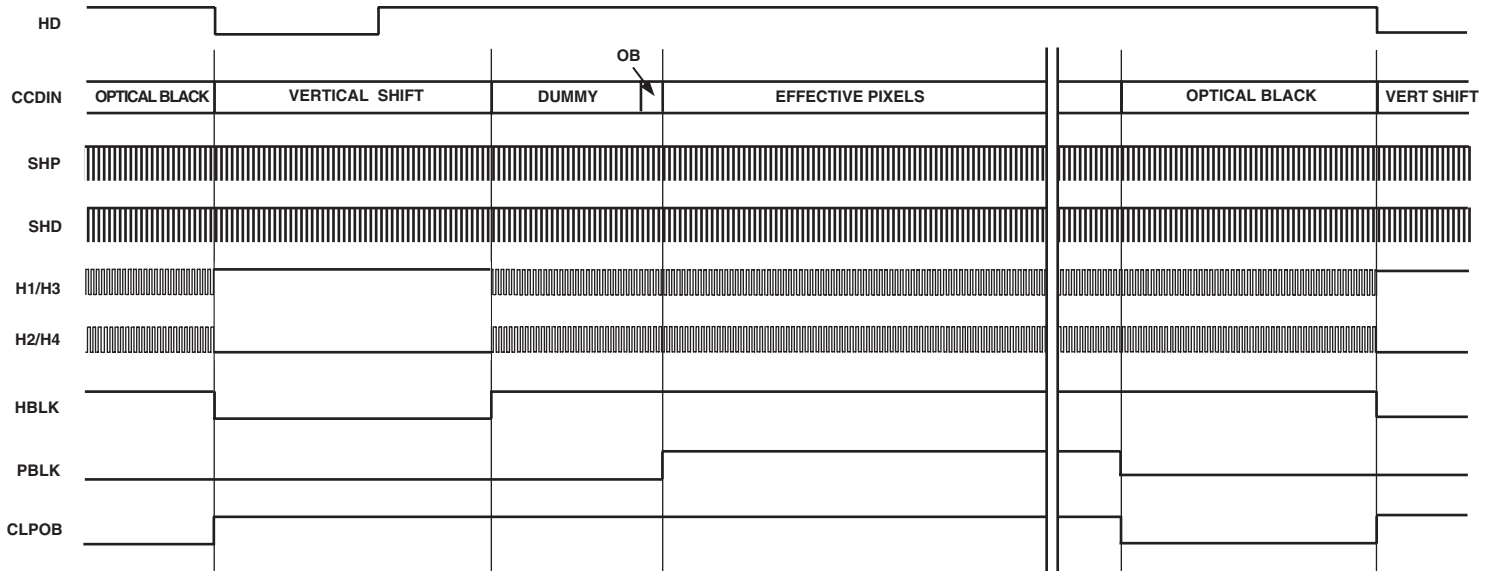 HD
OB
CCDIN OPTICAL BLACK VERTICAL SHIFT DUMMY EFFECTIVE PIXELS OPTICAL BLACK VERT SHIFT
SHP
SHD
H1/H3
H2/H4
HBLK
PBLK
CLPOB